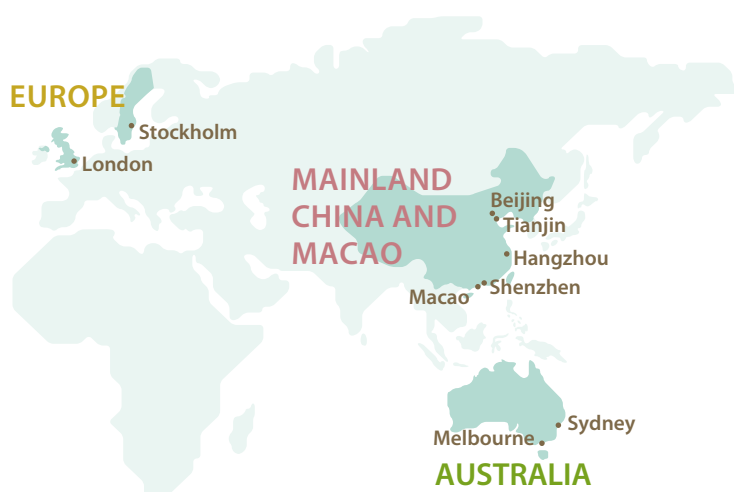 EUROPE
Stockholm
London
MAINLAND
CHINA AND
MACAO
Beijing
Tianjin
Hangzhou
Shenzhen
Macao
Sydney
Melbourne
AUSTRALIA